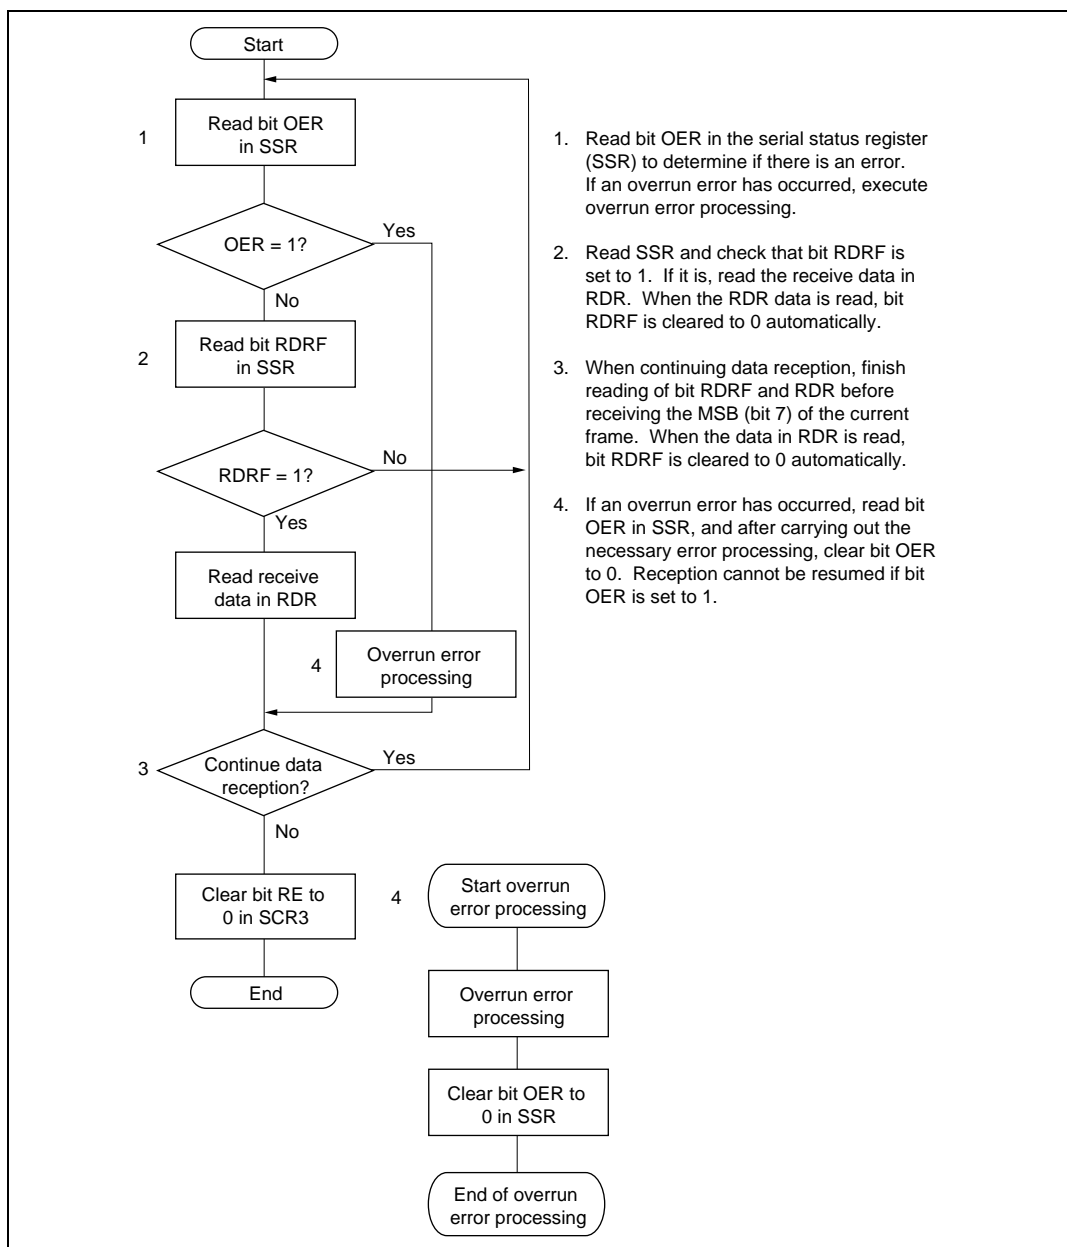 Start
1
Read bit OER
in SSR
OER = 1?
Yes
No
2
Read bit RDRF
in SSR
RDRF = 1?
No
Yes
Read receive
data in RDR
4
Overrun error
processing
3
Continue data
reception?
Yes
No
Clear bit RE to
0 in SCR3
End
4
Start overrun
error processing
Overrun error
processing
Clear bit OER to
0 in SSR
End of overrun
error processing
1. Read bit OER in the serial status register
(SSR) to determine if there is an error.
If an overrun error has occurred, execute
overrun error processing.
2. Read SSR and check that bit RDRF is
set to 1. If it is, read the receive data in
RDR. When the RDR data is read, bit
RDRF is cleared to 0 automatically.
3. When continuing data reception, finish
reading of bit RDRF and RDR before
receiving the MSB (bit 7) of the current
frame. When the data in RDR is read,
bit RDRF is cleared to 0 automatically.
4. If an overrun error has occurred, read bit
OER in SSR, and after carrying out the
necessary error processing, clear bit OER
to 0. Reception cannot be resumed if bit
OER is set to 1.